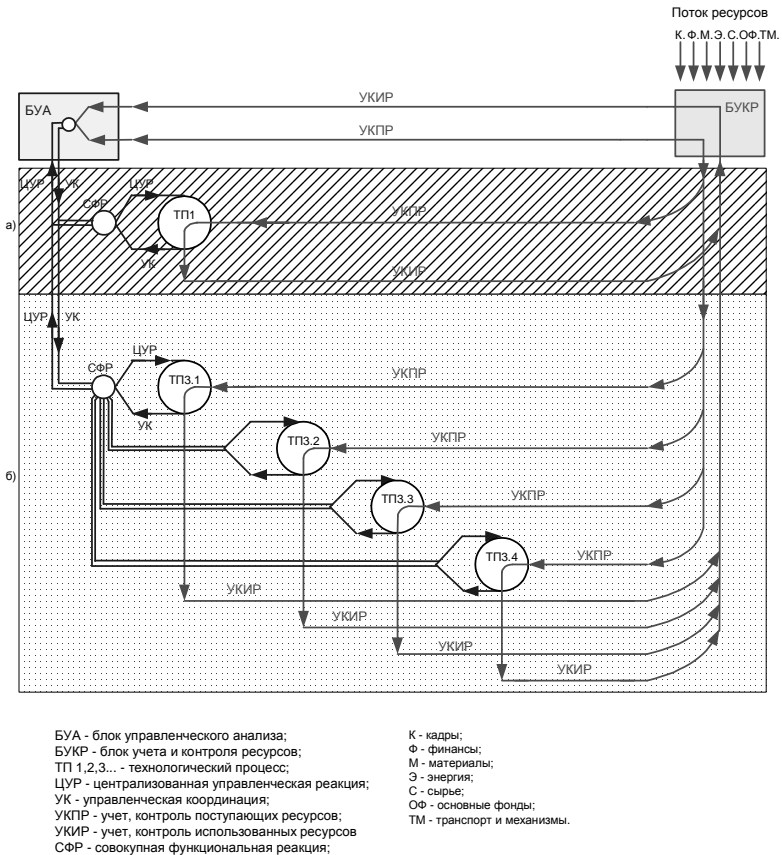 Поток ресурсов
К. Ф.М. Э. С.ОФ.ТМ.
БУА
УКИР
БУКР
УКПР
ЦУР
УК
ЦУР
СФР
а)
ТП1
УКПР
УК
УКИР
ЦУР
УК
ЦУР
СФР
ТП3.1
УКПР
УК
ТП3.2
УКПР
б)
ТП3.3
УКПР
ТП3.4
УКПР
УКИР
УКИР
УКИР
УКИР
БУА - блок управленческого анализа;
БУКР - блок учета и контроля ресурсов;
ТП 1,2,3... - технологический процесс;
ЦУР - централизованная управленческая реакция;
УК - управленческая координация;
УКПР - учет, контроль поступающих ресурсов;
УКИР - учет, контроль использованных ресурсов
СФР - совокупная функциональная реакция;
К - кадры;
Ф - финансы;
М - материалы;
Э - энергия;
С - сырье;
ОФ - основные фонды;
ТМ - транспорт и механизмы.